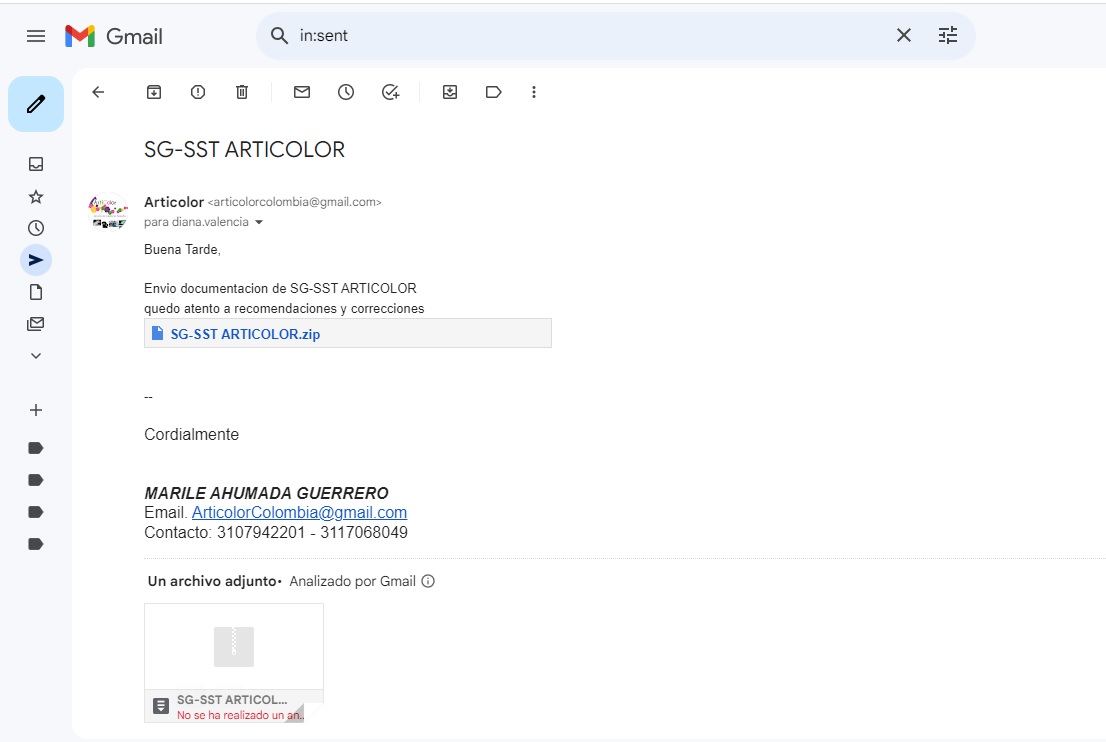 Gmail
in:sent
SG-SST ARTICOLOR
Articolor <articolorcolombia@gmail.com>
para diana.valencia
Buena Tarde,
Envio documentacion de SG-SST ARTICOLOR
quedo atento a recomendaciones y correcciones
SG-SST ARTICOLOR.zip
--
Cordialmente
MARILE AHUMADA GUERRERO
Email. ArticolorColombia@gmail.com
Contacto: 3107942201 - 3117068049
Un archivo adjunto• Analizado por Gmail
SG-SST ARTICOL...
No se ha realizado un an...